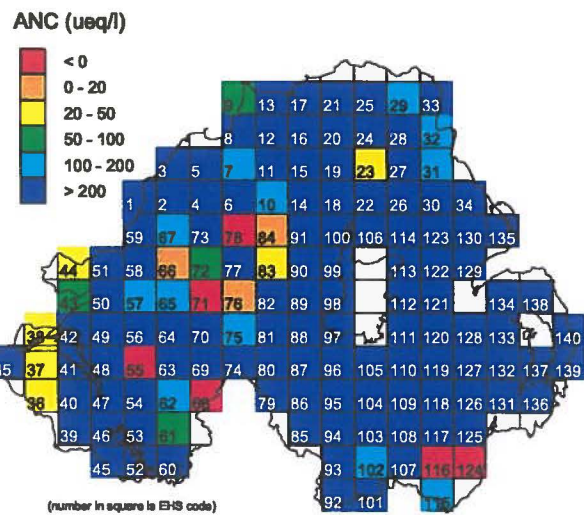 ANC (ueq/l)
< 0
0 - 20
20 - 50
50 - 100
100 - 200
> 200
9 13 17 21 25 29 33
8 12 16 20 24 28 32
3 5 7 11 15 19 23 27 31
1 2 4 6 10 14 18 22 26 30 34
59 67 73 78 84 91 100 106 114 123 130 135
44 51 58 66 72 77 83 90 99 113 122 129
43 50 57 65 71 76 82 89 98 112 121 134 138
42 49 56 64 70 75 81 88 97 111 120 128 133 140
37 41 48 55 63 69 74 80 87 96 105 110 119 127 132 137 139
40 47 54 62 68 79 86 95 104 109 118 126 131 136
39 46 53 61 85 94 103 108 117 125
45 52 60 93 102 107 116 124
92 101 115
(number in square is EHS code)